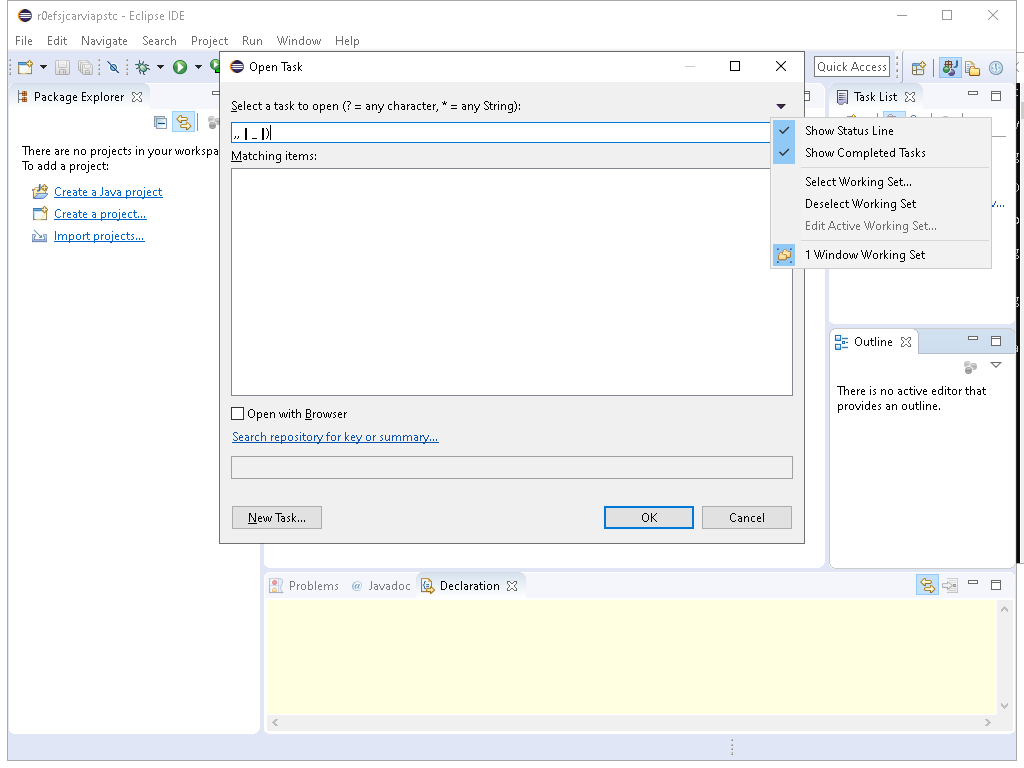 r0efsjcarviapstc - Eclipse IDE
File Edit Navigate Search Project Run Window Help
Quick Access
Package Explorer
There are no projects in your workspa
To add a project:
Create a Java project
Create a project...
Import projects...
Open Task
Select a task to open (? = any character, * = any String):
,, | _ |)
Matching items:
Open with Browser
Search repository for key or summary...
New Task...
OK
Cancel
Task List
Show Status Line
Show Completed Tasks
Select Working Set...
Deselect Working Set
Edit Active Working Set...
1 Window Working Set
Outline
There is no active editor that
provides an outline.
Problems @ Javadoc Declaration